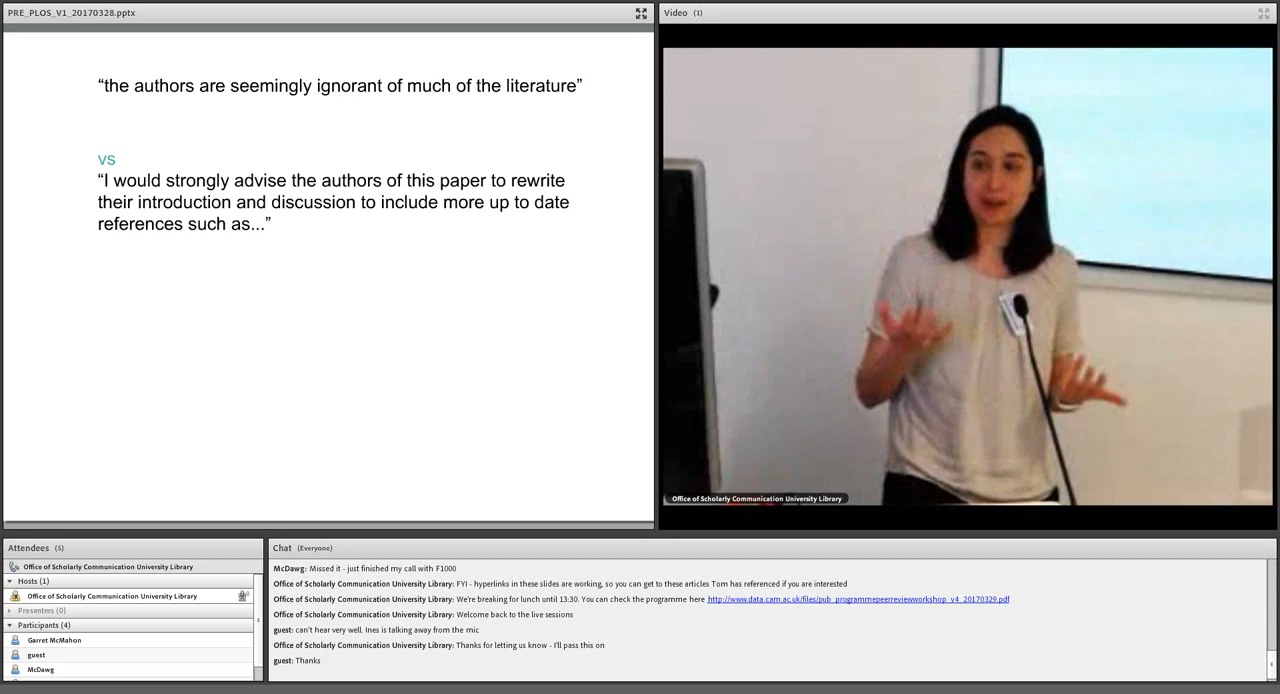 PRE_PLOS_V1_20170328.pptx
“the authors are seemingly ignorant of much of the literature”
vs
“I would strongly advise the authors of this paper to rewrite
their introduction and discussion to include more up to date
references such as...”
Video (1)
Office of Scholarly Communication University Library
Attendees (5)
Office of Scholarly Communication University Library
Hosts (1)
Office of Scholarly Communication University Library
Presenters (0)
Participants (4)
Garret McMahon
guest
McDawg
Chat (Everyone)
McDawg: Missed it - just finished my call with F1000
Office of Scholarly Communication University Library: FYI - hyperlinks in these slides are working, so you can get to these articles Tom has referenced if you are interested
Office of Scholarly Communication University Library: We're breaking for lunch until 13:30. You can check the programme here http://www.data.cam.ac.uk/files/pub_programmepeerreviewworkshop_v4_20170329.pdf
Office of Scholarly Communication University Library: Welcome back to the live sessions
guest: can't hear very well. Ines is talking away from the mic
Office of Scholarly Communication University Library: Thanks for letting us know - I'll pass this on
guest: Thanks